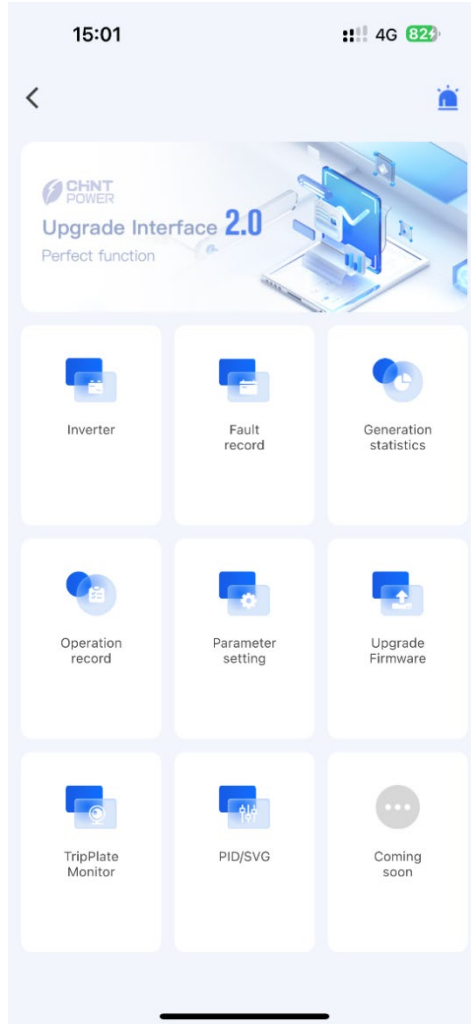 15:01 4G 82
CHNT
POWER
Upgrade Interface 2.0
Perfect function
Inverter
Fault
record
Generation
statistics
Operation
record
Parameter
setting
Upgrade
Firmware
TripPlate
Monitor
PID/SVG
Coming
soon